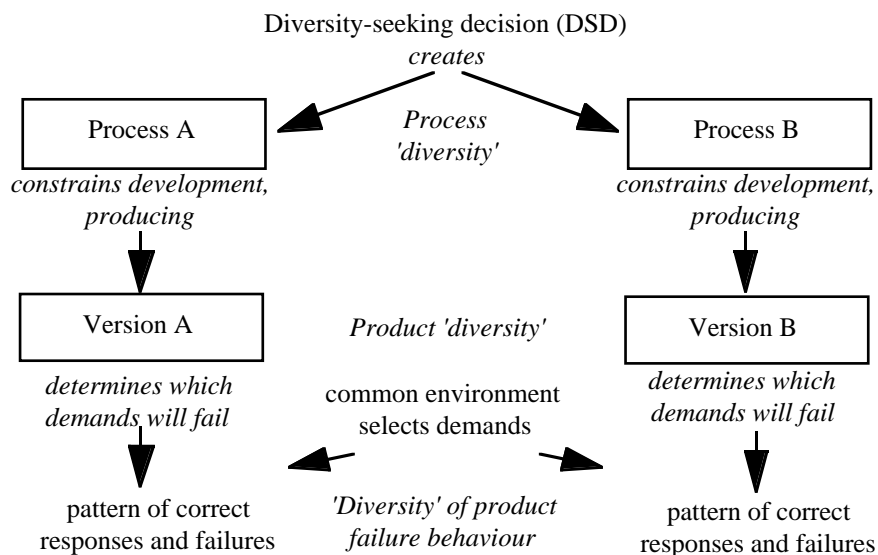 Diversity-seeking decision (DSD)
creates
Process A
Process
'diversity'
Process B
constrains development,
producing
constrains development,
producing
Version A
Product 'diversity'
Version B
determines which
demands will fail
common environment
selects demands
determines which
demands will fail
pattern of correct
responses and failures
'Diversity' of product
failure behaviour
pattern of correct
responses and failures